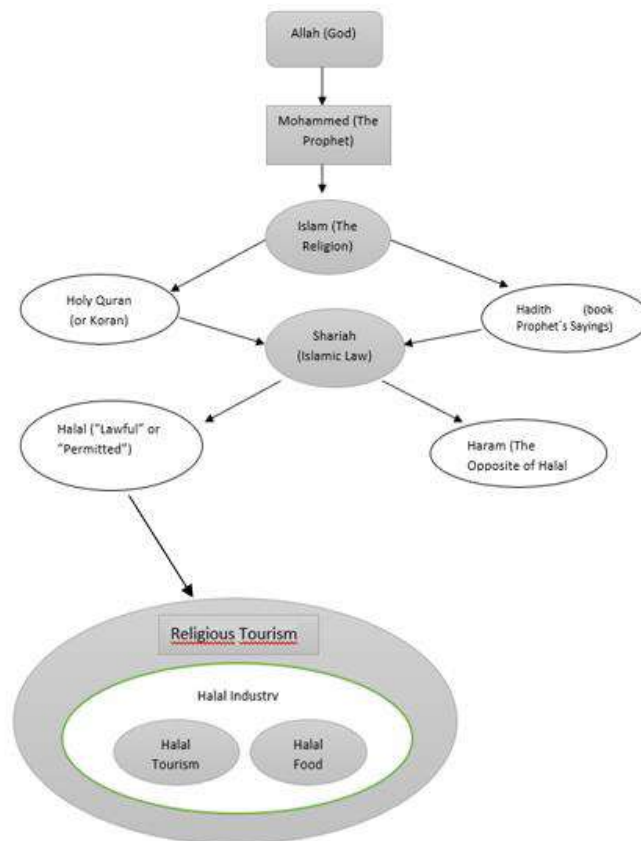 Allah (God)
Mohammed (The
Prophet)
Islam (The
Religion)
Holy Quran
(or Koran)
Hadith (book
Prophet´s Sayings)
Shariah
(Islamic Law)
Halal (“Lawful” or
“Permitted”)
Haram (The
Opposite of Halal
Religious Tourism
Halal Industry
Halal
Tourism
Halal
Food